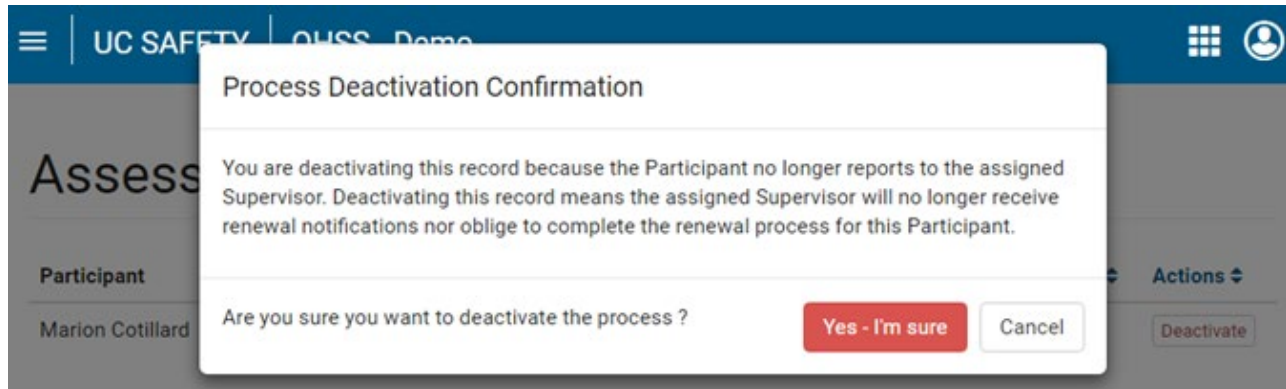 UC SAFETY OHSS Demo
Process Deactivation Confirmation
Assess
You are deactivating this record because the Participant no longer reports to the assigned
Supervisor. Deactivating this record means the assigned Supervisor will no longer receive
renewal notifications nor oblige to complete the renewal process for this Participant.
Participant
Actions
Are you sure you want to deactivate the process ?
Yes - I'm sure
Cancel
Marion Cotillard
Deactivate